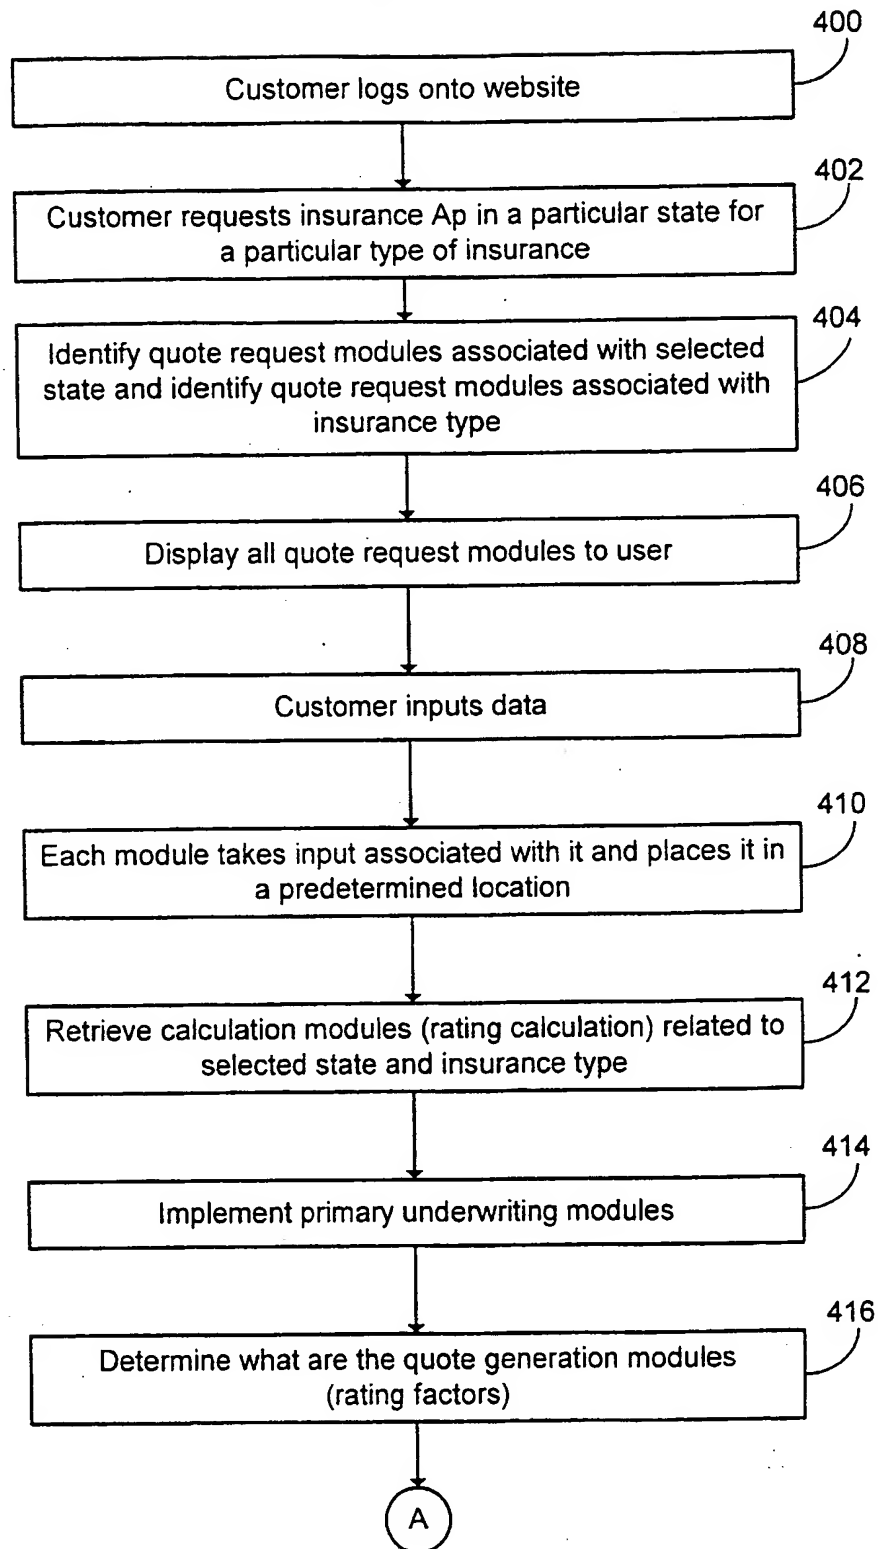 400
Customer logs onto website
402
Customer requests insurance Ap in a particular state for
a particular type of insurance
404
Identify quote request modules associated with selected
state and identify quote request modules associated with
insurance type
406
Display all quote request modules to user
408
Customer inputs data
410
Each module takes input associated with it and places it in
a predetermined location
412
Retrieve calculation modules (rating calculation) related to
selected state and insurance type
414
Implement primary underwriting modules
416
Determine what are the quote generation modules
(rating factors)
A